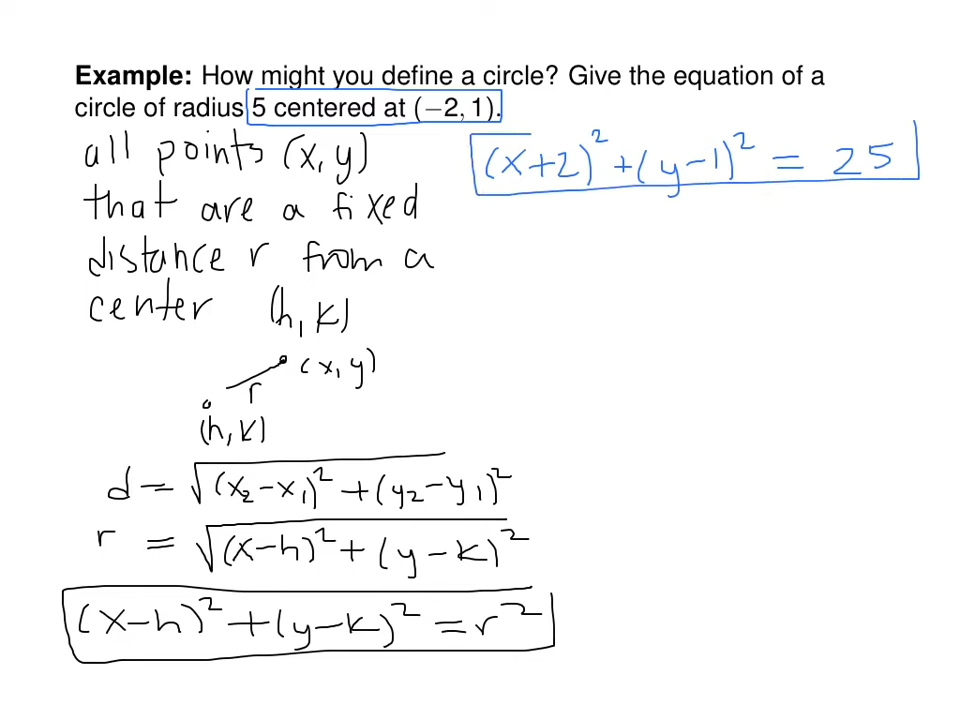 Example: How might you define a circle? Give the equation of a
circle of radius 5 centered at (−2, 1).
(x+2)² + (y−1)² = 25
all points (x, y)
that are a fixed
distance r from a
center (h, k)
(x, y)
r
(h, k)
d = √(x₂−x₁)² + (y₂−y₁)²
r = √(x−h)² + (y−k)²
(x−h)² + (y−k)² = r²